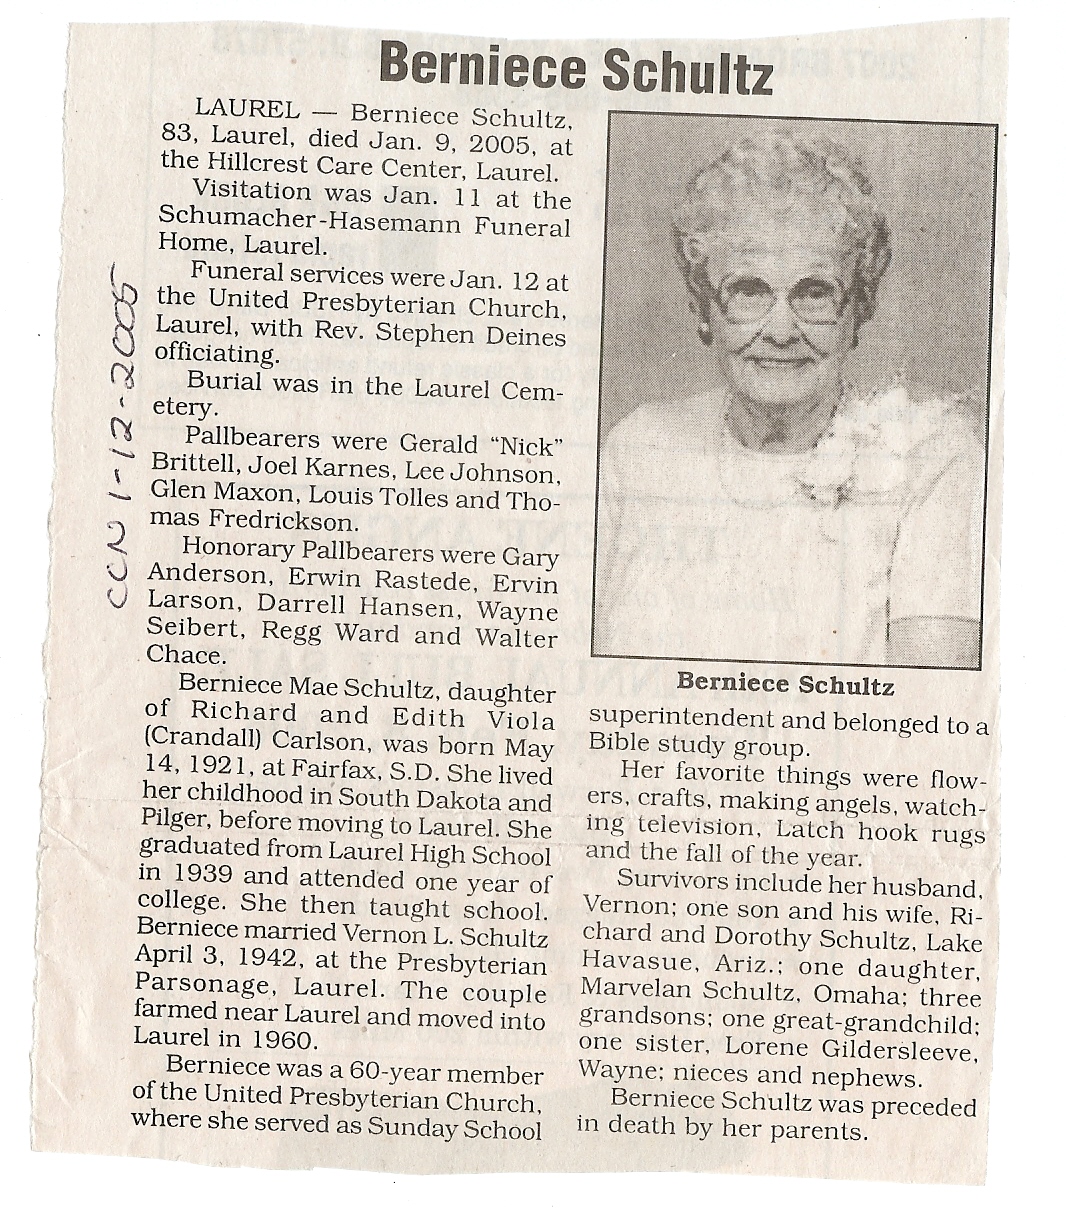 Berniece Schultz
LAUREL — Berniece Schultz,
83, Laurel, died Jan. 9, 2005, at
the Hillcrest Care Center, Laurel.
Visitation was Jan. 11 at the
Schumacher-Hasemann Funeral
Home, Laurel.
Funeral services were Jan. 12 at
the United Presbyterian Church,
Laurel, with Rev. Stephen Deines
officiating.
Burial was in the Laurel Cem-
etery.
Pallbearers were Gerald “Nick”
Brittell, Joel Karnes, Lee Johnson,
Glen Maxon, Louis Tolles and Tho-
mas Fredrickson.
Honorary Pallbearers were Gary
Anderson, Erwin Rastede, Ervin
Larson, Darrell Hansen, Wayne
Seibert, Regg Ward and Walter
Chace.
Berniece Mae Schultz, daughter
of Richard and Edith Viola
(Crandall) Carlson, was born May
14, 1921, at Fairfax, S.D. She lived
her childhood in South Dakota and
Pilger, before moving to Laurel. She
graduated from Laurel High School
in 1939 and attended one year of
college. She then taught school.
Berniece married Vernon L. Schultz
April 3, 1942, at the Presbyterian
Parsonage, Laurel. The couple
farmed near Laurel and moved into
Laurel in 1960.
Berniece was a 60-year member
of the United Presbyterian Church,
where she served as Sunday School
Berniece Schultz
superintendent and belonged to a
Bible study group.
Her favorite things were flow-
ers, crafts, making angels, watch-
ing television, Latch hook rugs
and the fall of the year.
Survivors include her husband,
Vernon; one son and his wife, Ri-
chard and Dorothy Schultz, Lake
Havasue, Ariz.; one daughter,
Marvelan Schultz, Omaha; three
grandsons; one great-grandchild;
one sister, Lorene Gildersleeve,
Wayne; nieces and nephews.
Berniece Schultz was preceded
in death by her parents.
CCN 1-12-2005